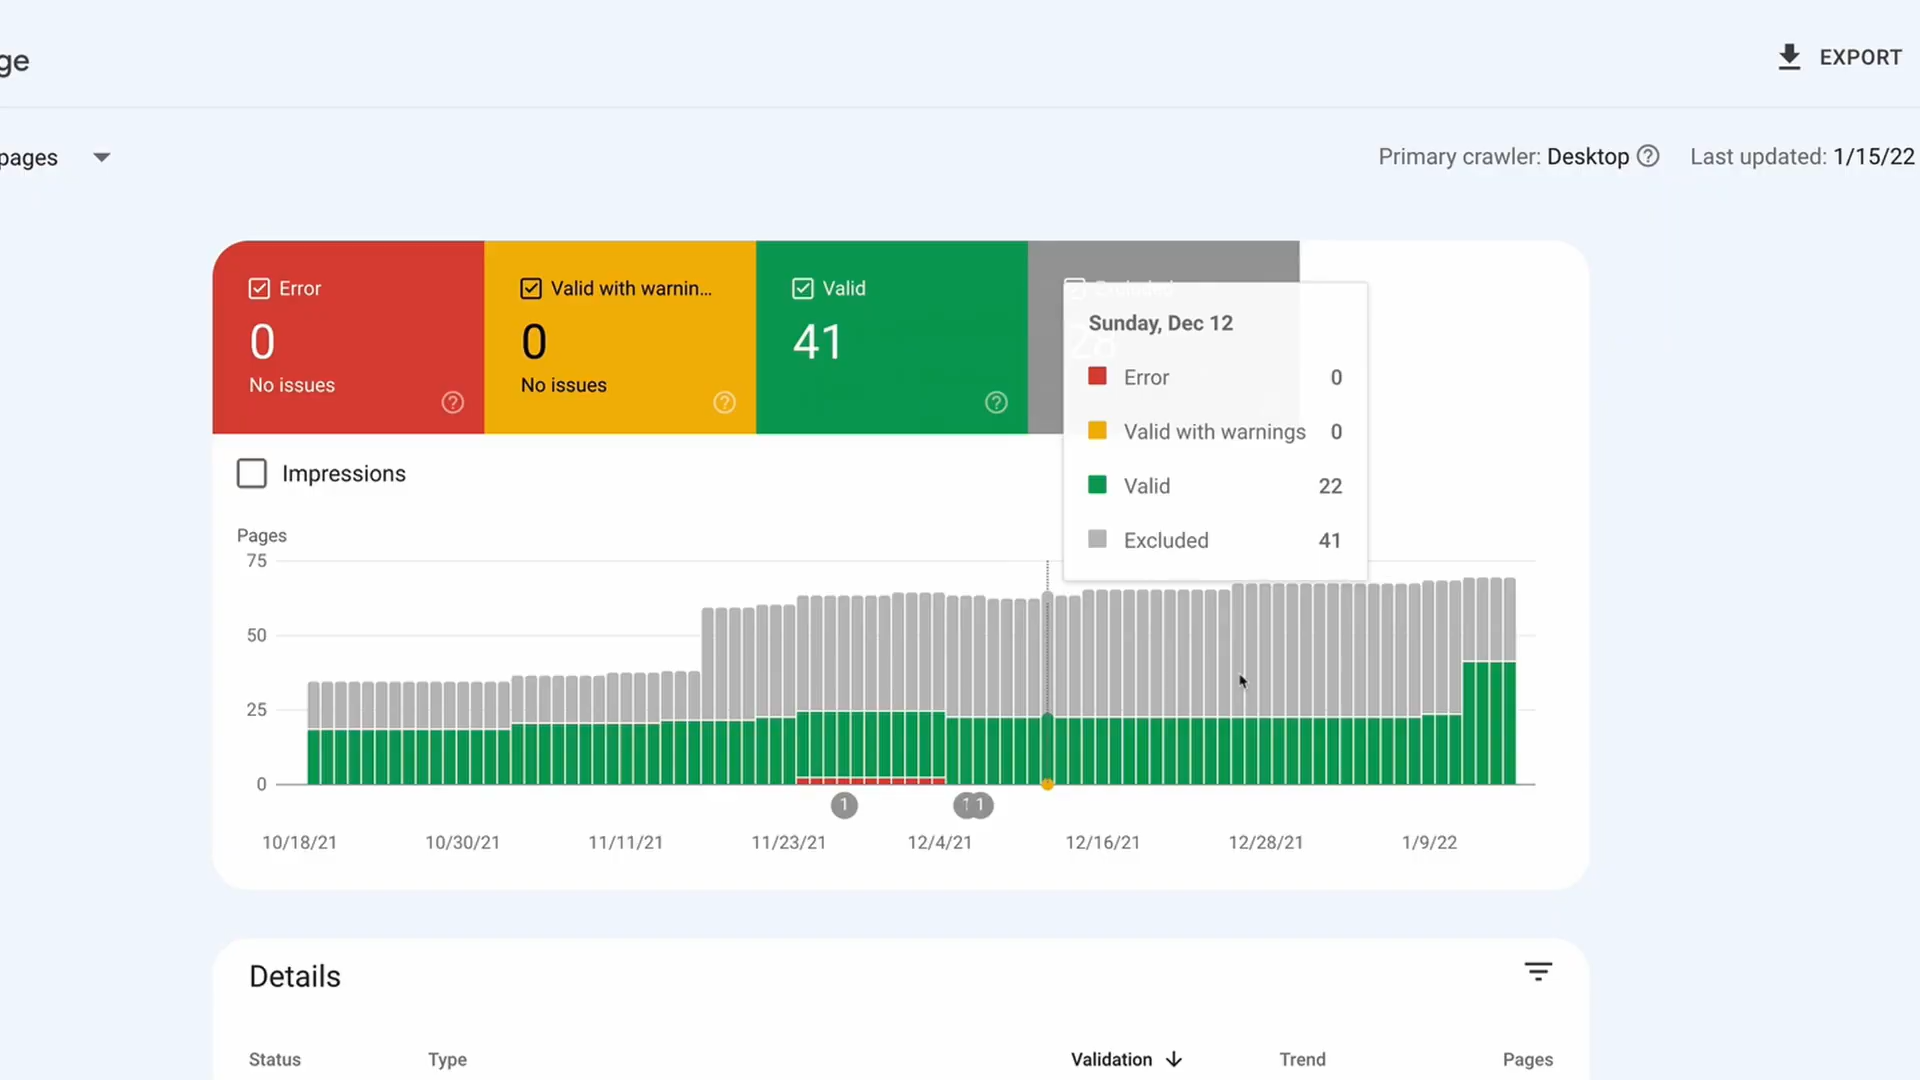 ge
EXPORT
pages
Primary crawler: Desktop
Last updated: 1/15/22
Error
0
No issues
Valid with warnin...
0
No issues
Valid
41
Excluded
28
Sunday, Dec 12
Error 0
Valid with warnings 0
Valid 22
Excluded 41
Impressions
Pages
75
50
25
0
1
1 1
10/18/21 10/30/21 11/11/21 11/23/21 12/4/21 12/16/21 12/28/21 1/9/22
Details
Status Type Validation Trend Pages